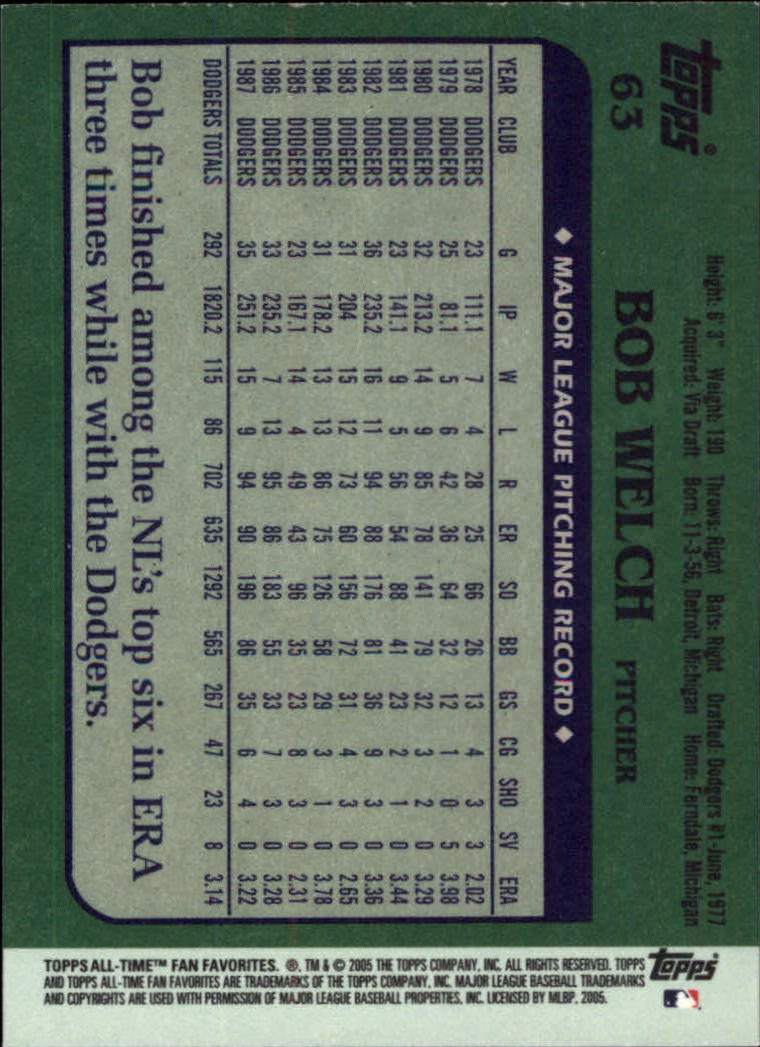 Topps®
63
BOB WELCH PITCHER
Height: 6' 3" Weight: 190 Throws: Right Bats: Right Drafted: Dodgers #1-June, 1977
Acquired: Via Draft Born: 11-3-56, Detroit, Michigan Home: Ferndale, Michigan
◆ MAJOR LEAGUE PITCHING RECORD ◆
YEAR CLUB G IP W L R ER SO BB GS CG SHO SV ERA
1978 DODGERS 23 111.1 7 4 28 25 66 26 13 4 3 3 2.02
1979 DODGERS 25 81.1 5 6 42 36 64 32 12 1 0 5 3.98
1980 DODGERS 32 213.2 14 9 85 78 141 79 32 3 2 0 3.29
1981 DODGERS 23 141.1 9 5 56 54 88 41 23 2 1 0 3.44
1982 DODGERS 36 235.2 16 11 94 88 176 81 36 9 3 0 3.36
1983 DODGERS 31 204 15 12 73 60 156 72 31 4 3 0 2.65
1984 DODGERS 31 178.2 13 13 86 75 126 58 29 3 1 0 3.78
1985 DODGERS 23 167.1 14 4 49 43 96 35 23 8 3 0 2.31
1986 DODGERS 33 235.2 7 13 95 86 183 55 33 7 3 0 3.28
1987 DODGERS 35 251.2 15 9 94 90 196 86 35 6 4 0 3.22
DODGERS TOTALS 292 1820.2 115 86 702 635 1292 565 267 47 23 8 3.14
Bob finished among the NL's top six in ERA
three times while with the Dodgers.
TOPPS ALL-TIME™ FAN FAVORITES. ®, TM & © 2005 THE TOPPS COMPANY, INC. ALL RIGHTS RESERVED. TOPPS
AND TOPPS ALL-TIME FAN FAVORITES ARE TRADEMARKS OF THE TOPPS COMPANY, INC. MAJOR LEAGUE BASEBALL TRADEMARKS
AND COPYRIGHTS ARE USED WITH PERMISSION OF MAJOR LEAGUE BASEBALL PROPERTIES, INC. LICENSED BY MLBP, 2005.
Topps